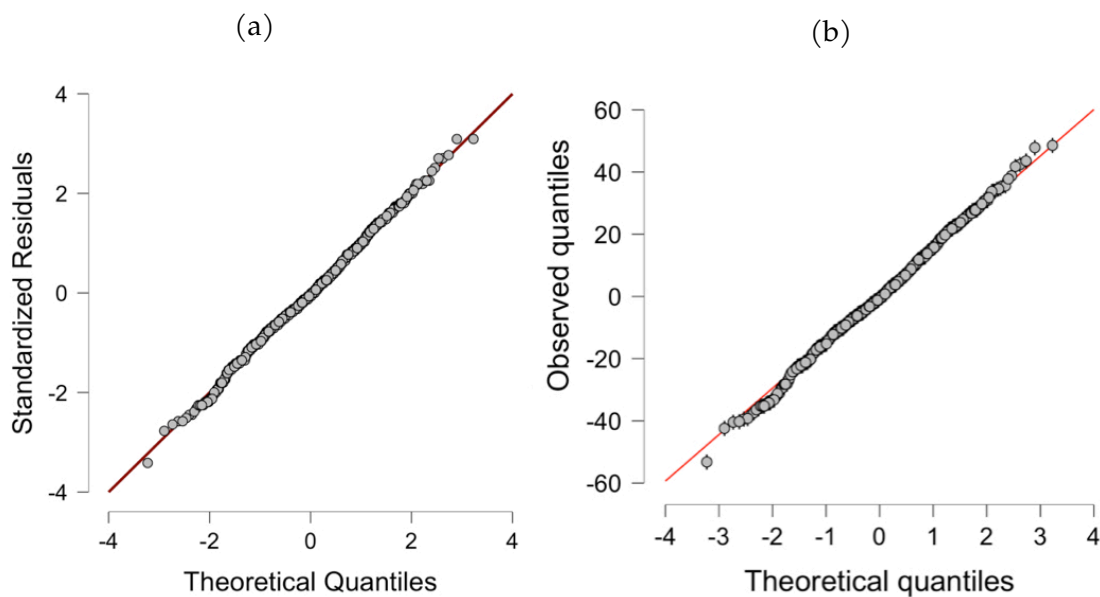 (a)
(b)
Standardized Residuals
4
2
0
-2
-4
-4 -2 0 2 4
Theoretical Quantiles
Observed quantiles
60
40
20
0
-20
-40
-60
-4 -3 -2 -1 0 1 2 3 4
Theoretical quantiles